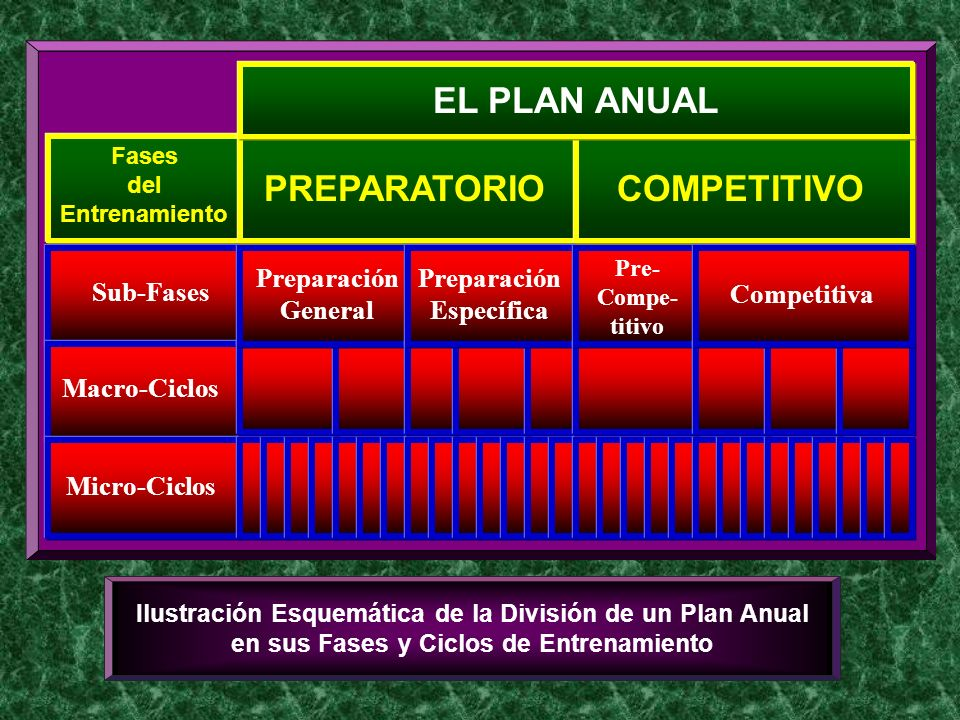 EL PLAN ANUAL
Fases
del
Entrenamiento
PREPARATORIO
COMPETITIVO
Sub-Fases
Preparación
General
Preparación
Específica
Pre-
Compe-
titivo
Competitiva
Macro-Ciclos
Micro-Ciclos
Ilustración Esquemática de la División de un Plan Anual
en sus Fases y Ciclos de Entrenamiento